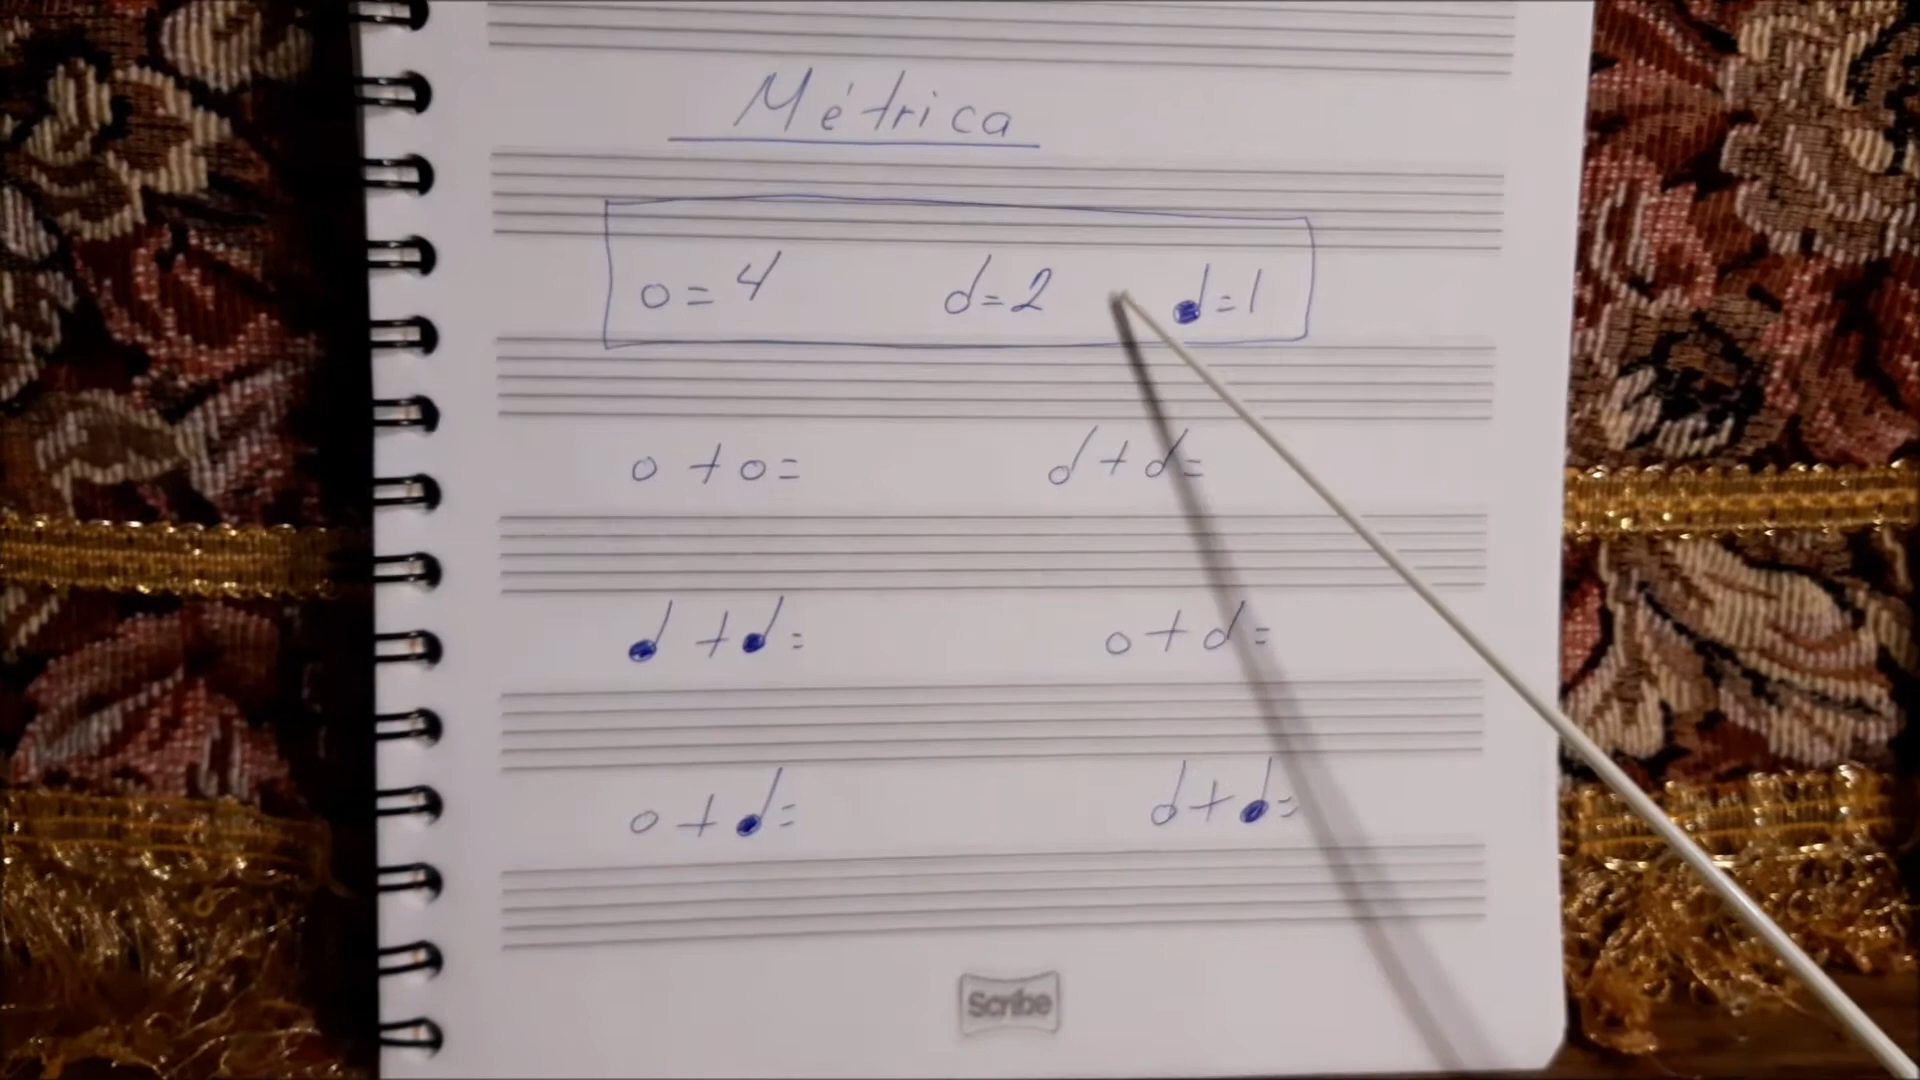 Métrica
o = 4 𝅗𝅥 = 2 ♩ = 1
o + o = 𝅗𝅥 + 𝅗𝅥 =
♩ + ♩ = o + 𝅗𝅥 =
o + ♩ = 𝅗𝅥 + ♩ =
Scribe